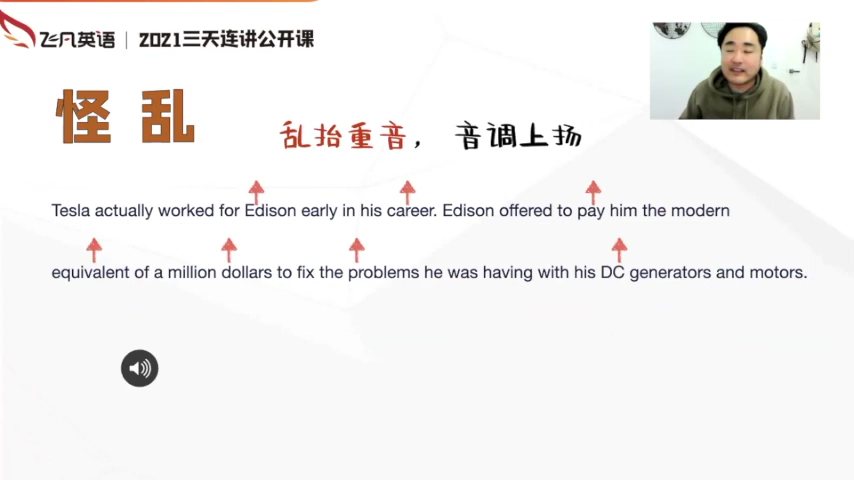 飞凡英语 | 2021三天连讲公开课
怪 乱
乱抬重音， 音调上扬
Tesla actually worked for Edison early in his career. Edison offered to pay him the modern
equivalent of a million dollars to fix the problems he was having with his DC generators and motors.